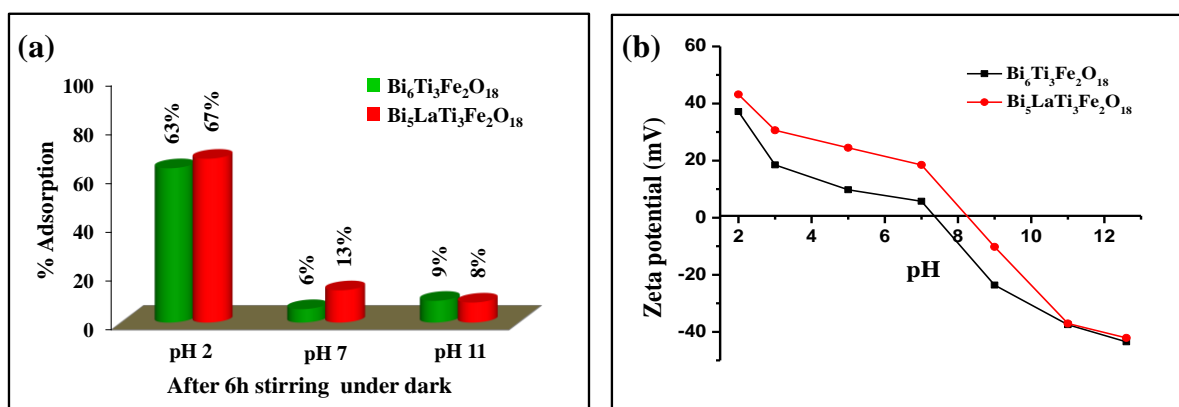 (a)
Bi₆Ti₃Fe₂O₁₈
Bi₅LaTi₃Fe₂O₁₈
% Adsorption
100
80
60
40
20
0
63%
67%
6%
13%
9%
8%
pH 2
pH 7
pH 11
After 6h stirring under dark
(b)
Bi₆Ti₃Fe₂O₁₈
Bi₅LaTi₃Fe₂O₁₈
Zeta potential (mV)
60
40
20
0
-20
-40
2
4
6
8
10
12
pH